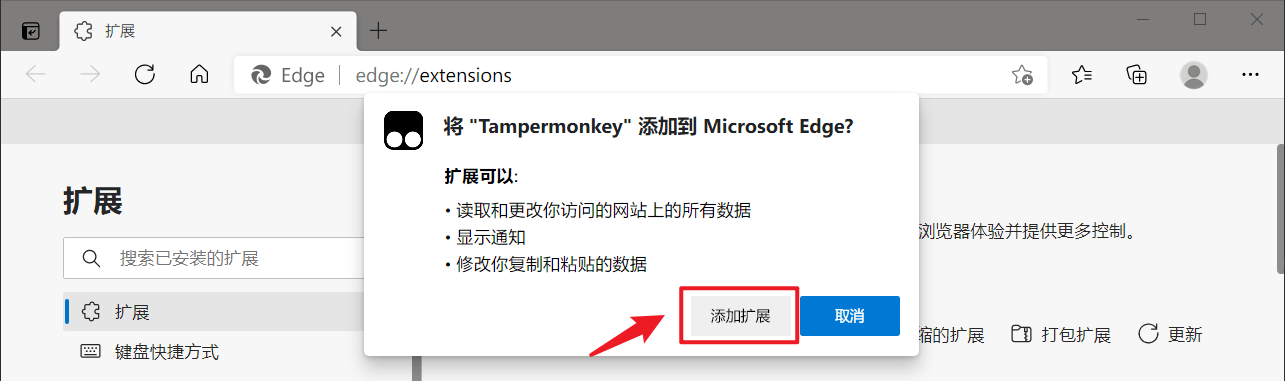 扩展
Edge
edge://extensions
将 "Tampermonkey" 添加到 Microsoft Edge?
扩展可以:
• 读取和更改你访问的网站上的所有数据
• 显示通知
• 修改你复制和粘贴的数据
添加扩展
取消
扩展
搜索已安装的扩展
扩展
键盘快捷方式
浏览器体验并提供更多控制。
缩的扩展
打包扩展
更新